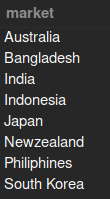 market
Australia
Bangladesh
India
Indonesia
Japan
Newzealand
Philiphines
South Korea